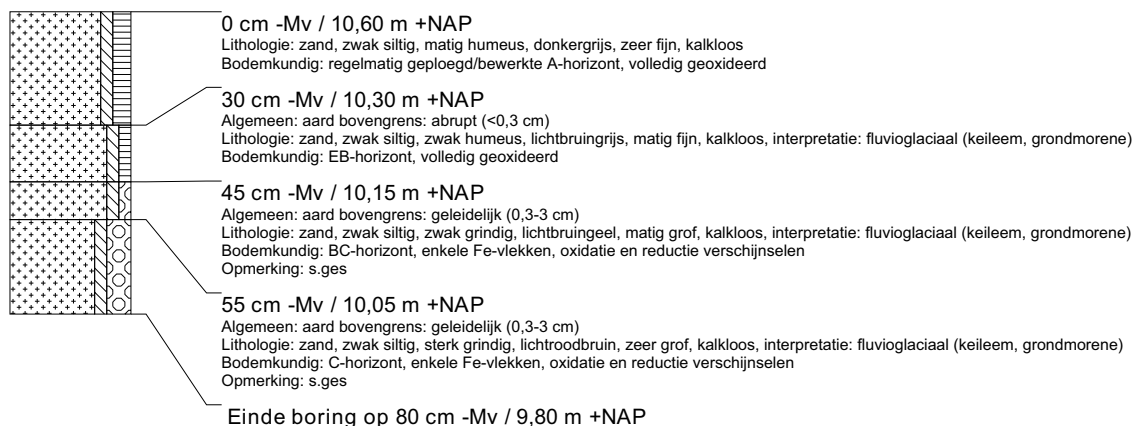 0 cm -Mv / 10,60 m +NAP
Lithologie: zand, zwak siltig, matig humeus, donkergrijs, zeer fijn, kalkloos
Bodemkundig: regelmatig geploegd/bewerkte A-horizont, volledig geoxideerd
30 cm -Mv / 10,30 m +NAP
Algemeen: aard bovengrens: abrupt (<0,3 cm)
Lithologie: zand, zwak siltig, zwak humeus, lichtbruingrijs, matig fijn, kalkloos, interpretatie: fluvioglaciaal (keileem, grondmorene)
Bodemkundig: EB-horizont, volledig geoxideerd
45 cm -Mv / 10,15 m +NAP
Algemeen: aard bovengrens: geleidelijk (0,3-3 cm)
Lithologie: zand, zwak siltig, zwak grindig, lichtbruingeel, matig grof, kalkloos, interpretatie: fluvioglaciaal (keileem, grondmorene)
Bodemkundig: BC-horizont, enkele Fe-vlekken, oxidatie en reductie verschijnselen
Opmerking: s.ges
55 cm -Mv / 10,05 m +NAP
Algemeen: aard bovengrens: geleidelijk (0,3-3 cm)
Lithologie: zand, zwak siltig, sterk grindig, lichtroodbruin, zeer grof, kalkloos, interpretatie: fluvioglaciaal (keileem, grondmorene)
Bodemkundig: C-horizont, enkele Fe-vlekken, oxidatie en reductie verschijnselen
Opmerking: s.ges
Einde boring op 80 cm -Mv / 9,80 m +NAP